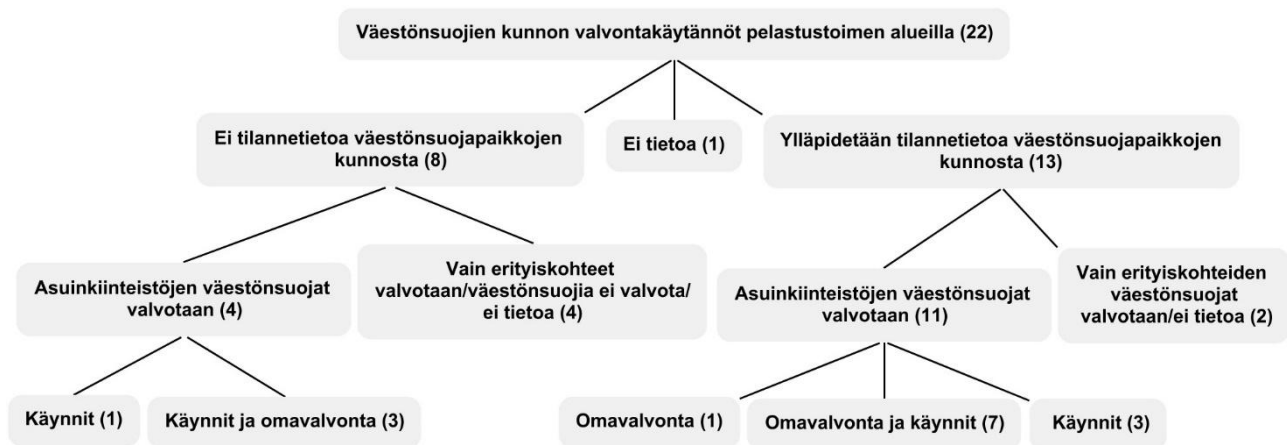 Väestönsuojien kunnon valvontakäytännöt pelastustoimen alueilla (22)
Ei tilannetietoa väestönsuojapaikkojen
kunnosta (8)
Ei tietoa (1)
Ylläpidetään tilannetietoa väestönsuojapaikkojen
kunnosta (13)
Asuinkiinteistöjen väestönsuojat
valvotaan (4)
Vain erityiskohteet
valvotaan/väestönsuojia ei valvota/
ei tietoa (4)
Asuinkiinteistöjen väestönsuojat
valvotaan (11)
Vain erityiskohteiden
väestönsuojat
valvotaan/ei tietoa (2)
Käynnit (1)
Käynnit ja omavalvonta (3)
Omavalvonta (1)
Omavalvonta ja käynnit (7)
Käynnit (3)